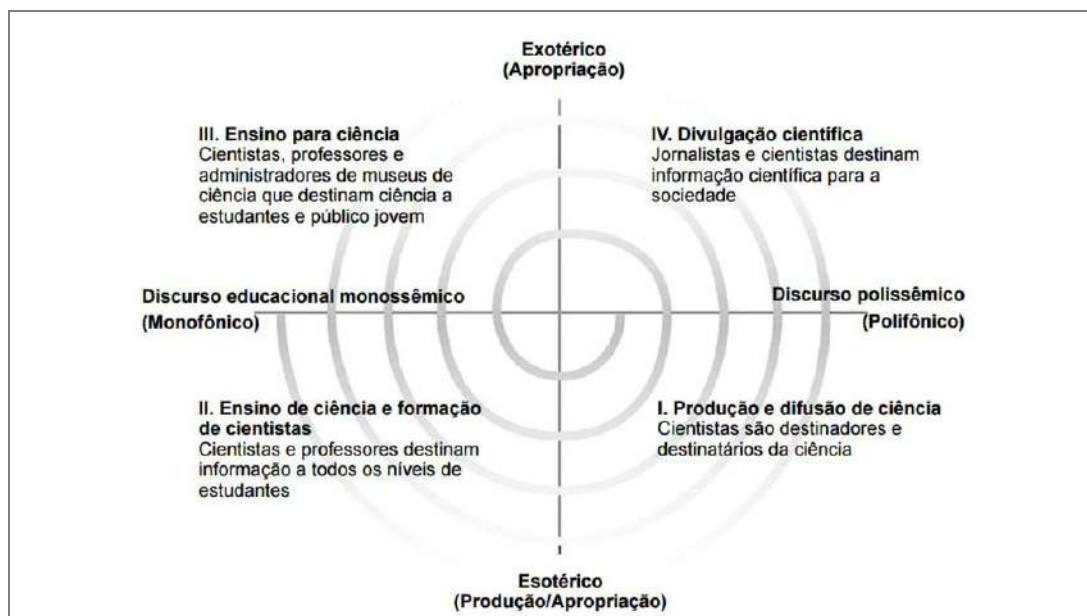 Exotérico
(Apropriação)
III. Ensino para ciência
Cientistas, professores e
administradores de museus de
ciência que destinam ciência a
estudantes e público jovem
IV. Divulgação científica
Jornalistas e cientistas destinam
informação científica para a
sociedade
Discurso educacional monossêmico
(Monofônico)
Discurso polissêmico
(Polifônico)
II. Ensino de ciência e formação
de cientistas
Cientistas e professores destinam
informação a todos os níveis de
estudantes
I. Produção e difusão de ciência
Cientistas são destinadores e
destinatários da ciência
Esotérico
(Produção/Apropriação)